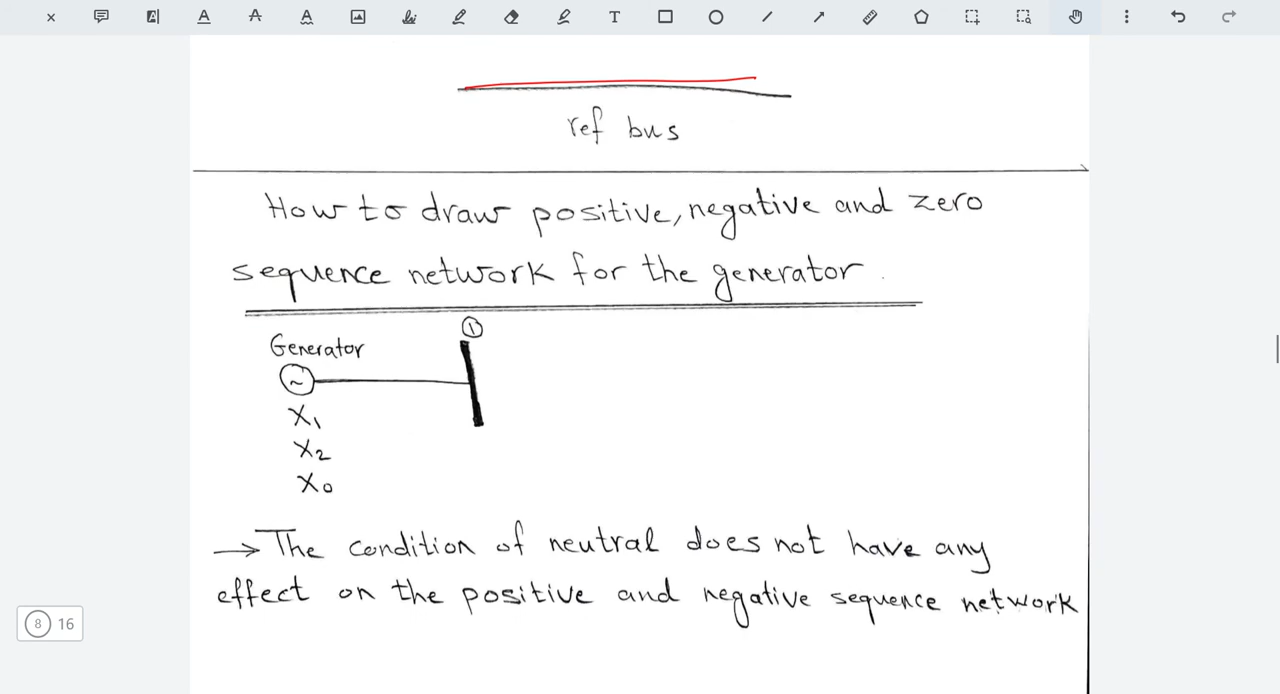 T
ref bus
How to draw positive, negative and zero
sequence network for the generator.
①
Generator
~
X₁
X₂
X₀
→ The condition of neutral does not have any
effect on the positive and negative sequence network
8 16